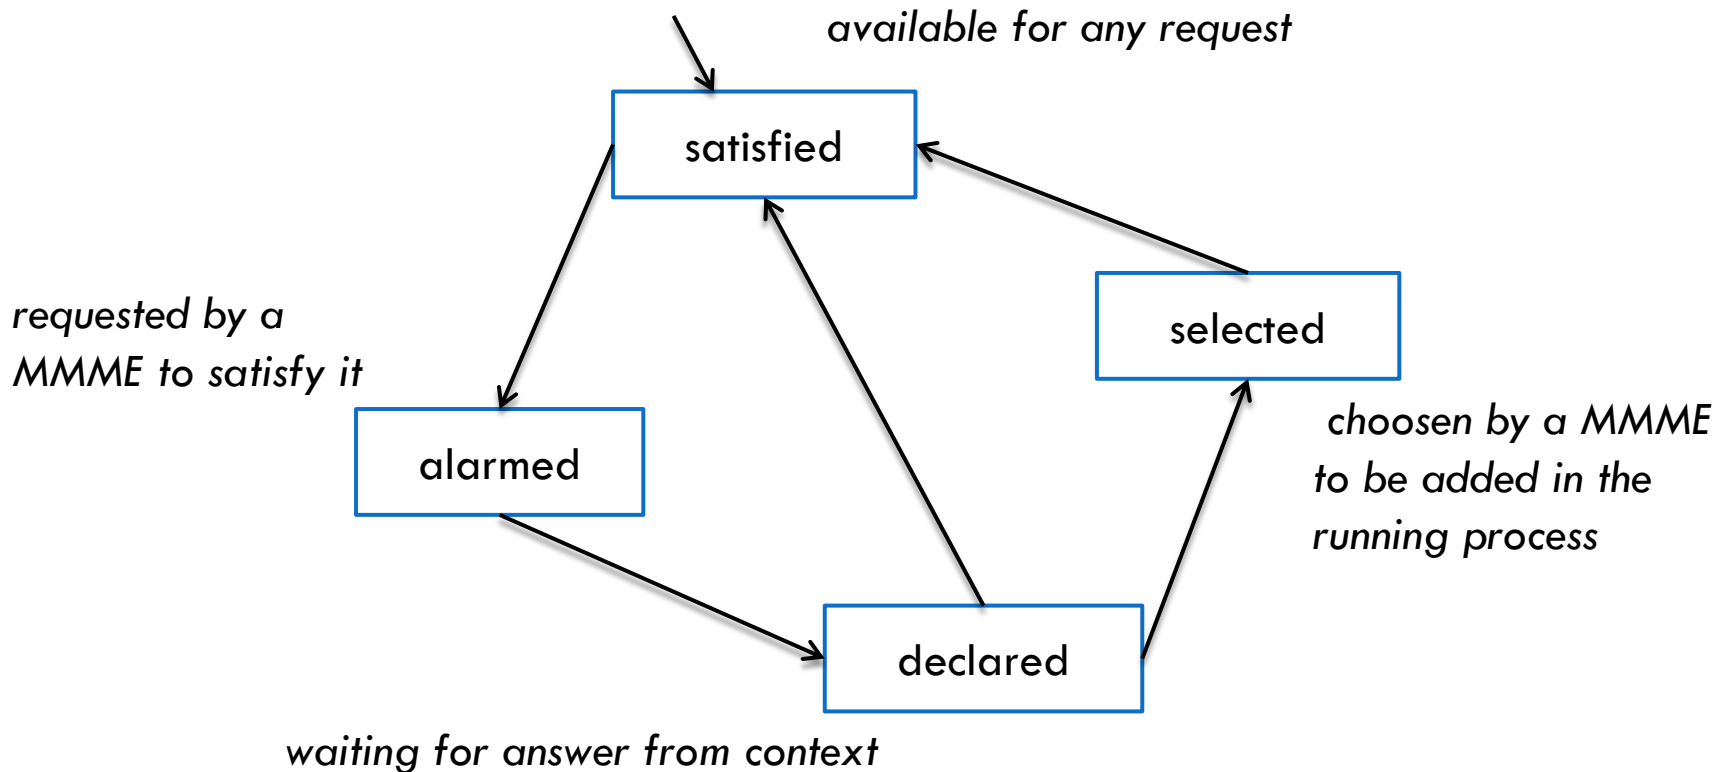 available for any request
satisfied
requested by a
MMME to satisfy it
selected
alarmed
choosen by a MMME
to be added in the
running process
declared
waiting for answer from context